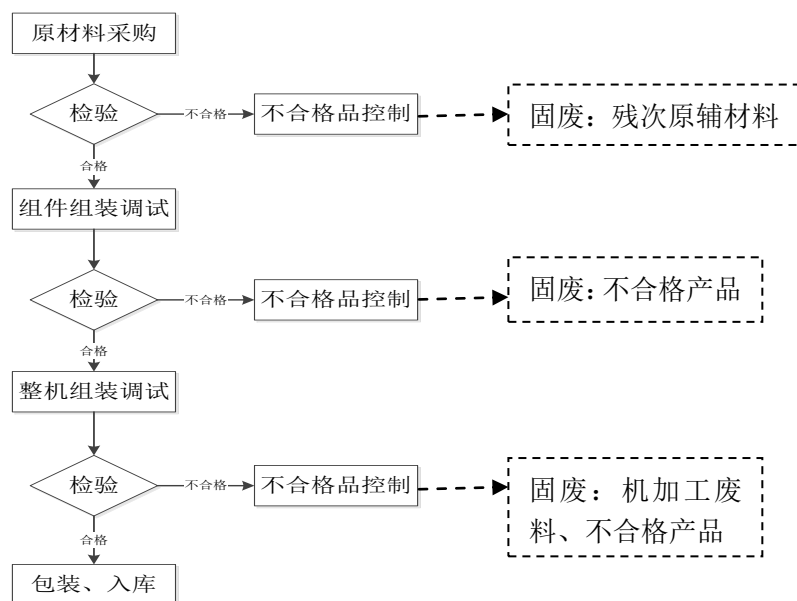 原材料采购
检验
不合格
不合格品控制
固废：残次原辅材料
合格
组件组装调试
检验
不合格
不合格品控制
固废：不合格产品
合格
整机组装调试
检验
不合格
不合格品控制
固废：机加工废
料、不合格产品
合格
包装、入库